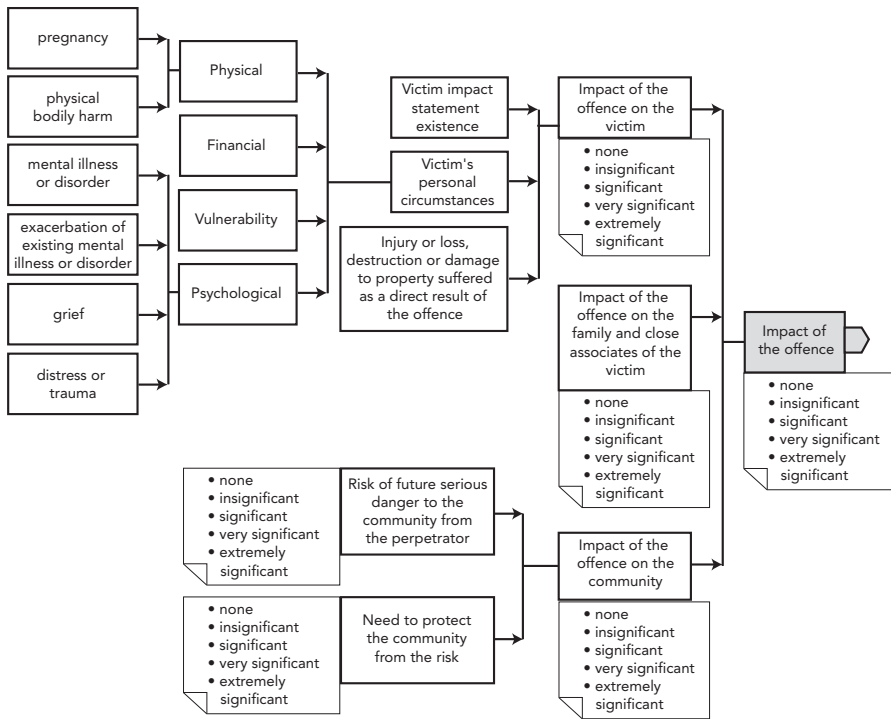 pregnancy
physical
bodily harm
mental illness
or disorder
exacerbation of
existing mental
illness or disorder
grief
distress or
trauma
Physical
Financial
Vulnerability
Psychological
Victim impact
statement
existence
Victim's
personal
circumstances
Injury or loss,
destruction or damage
to property suffered
as a direct result of
the offence
Impact of the
offence on the
victim
• none
• insignificant
• significant
• very significant
• extremely
significant
Impact of the
offence on the
family and close
associates of the
victim
• none
• insignificant
• significant
• very significant
• extremely
significant
Impact of
the offence
• none
• insignificant
• significant
• very significant
• extremely
significant
• none
• insignificant
• significant
• very significant
• extremely
significant
Risk of future serious
danger to the
community from
the perpetrator
• none
• insignificant
• significant
• very significant
• extremely
significant
Need to protect
the community
from the risk
Impact of the
offence on the
community
• none
• insignificant
• significant
• very significant
• extremely
significant